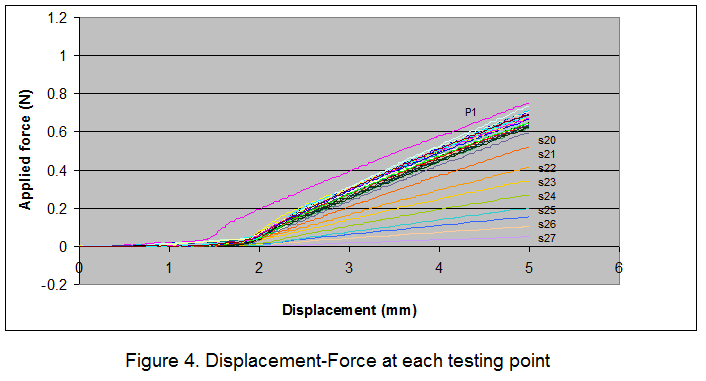 1.2
1
0.8
0.6
0.4
0.2
0
-0.2
Applied force (N)
P1
s20
s21
s22
s23
s24
s25
s26
s27
0 1 2 3 4 5 6
Displacement (mm)
Figure 4. Displacement-Force at each testing point